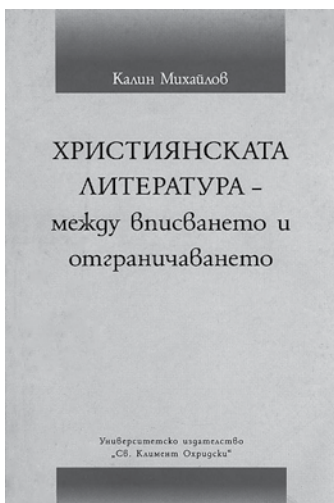 Калин Михайлов
ХРИСТИЯНСКАТА
ЛИТЕРАТУРА –
между вписването и
отграничаването
Университетско издателство
„Св. Климент Охридски“